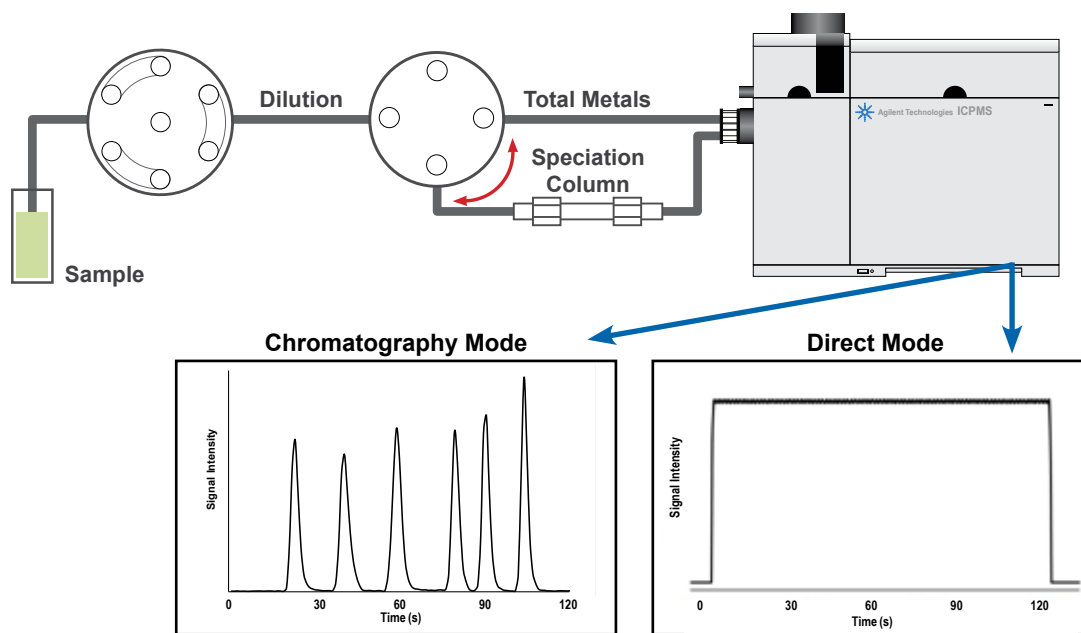 Dilution
Total Metals
Agilent Technologies ICPMS
Speciation
Column
Sample
Chromatography Mode
Signal Intensity
0 30 60 90 120
Time (s)
Direct Mode
Signal Intensity
0 30 60 90 120
Time (s)